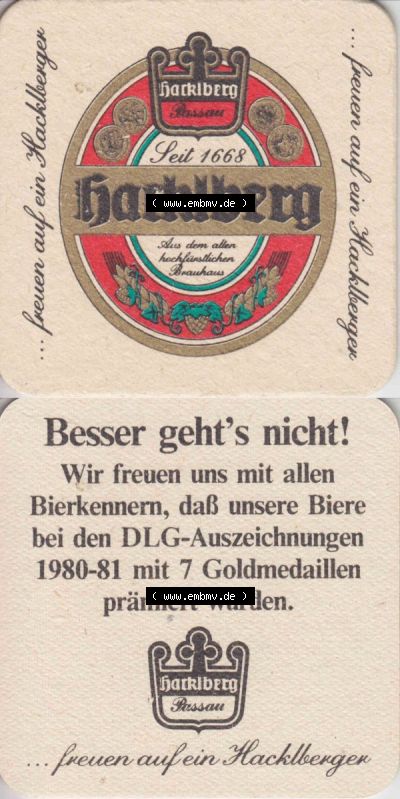 Hacklberg
Passau
Seit 1668
Hacklberg
( www.embmv.de )
Aus dem alten
hochfürstlichen
Brauhaus
... freuen auf ein Hacklberger
... freuen auf ein Hacklberger
Besser geht's nicht!
Wir freuen uns mit allen
Bierkennern, daß unsere Biere
bei den DLG-Auszeichnungen
1980-81 mit 7 Goldmedaillen
prämiiert wurden.
( www.embmv.de )
Hacklberg
Passau
... freuen auf ein Hacklberger